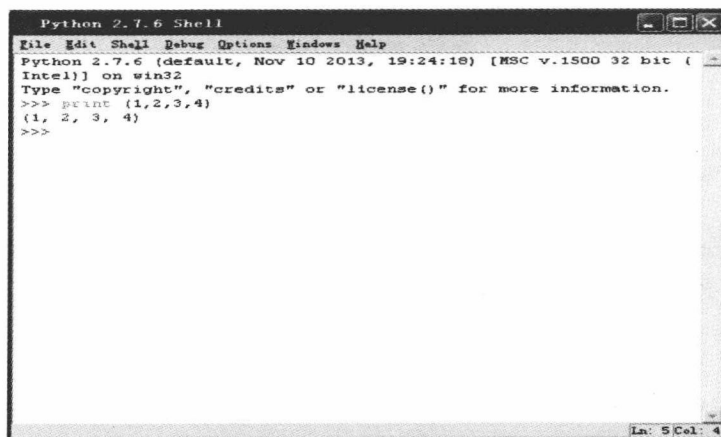 Python 2.7.6 Shell
File Edit Shell Debug Options Windows Help
Python 2.7.6 (default, Nov 10 2013, 19:24:18) [MSC v.1500 32 bit (
Intel)] on win32
Type "copyright", "credits" or "license()" for more information.
>>> print (1,2,3,4)
(1, 2, 3, 4)
>>>
Ln: 5 Col: 4